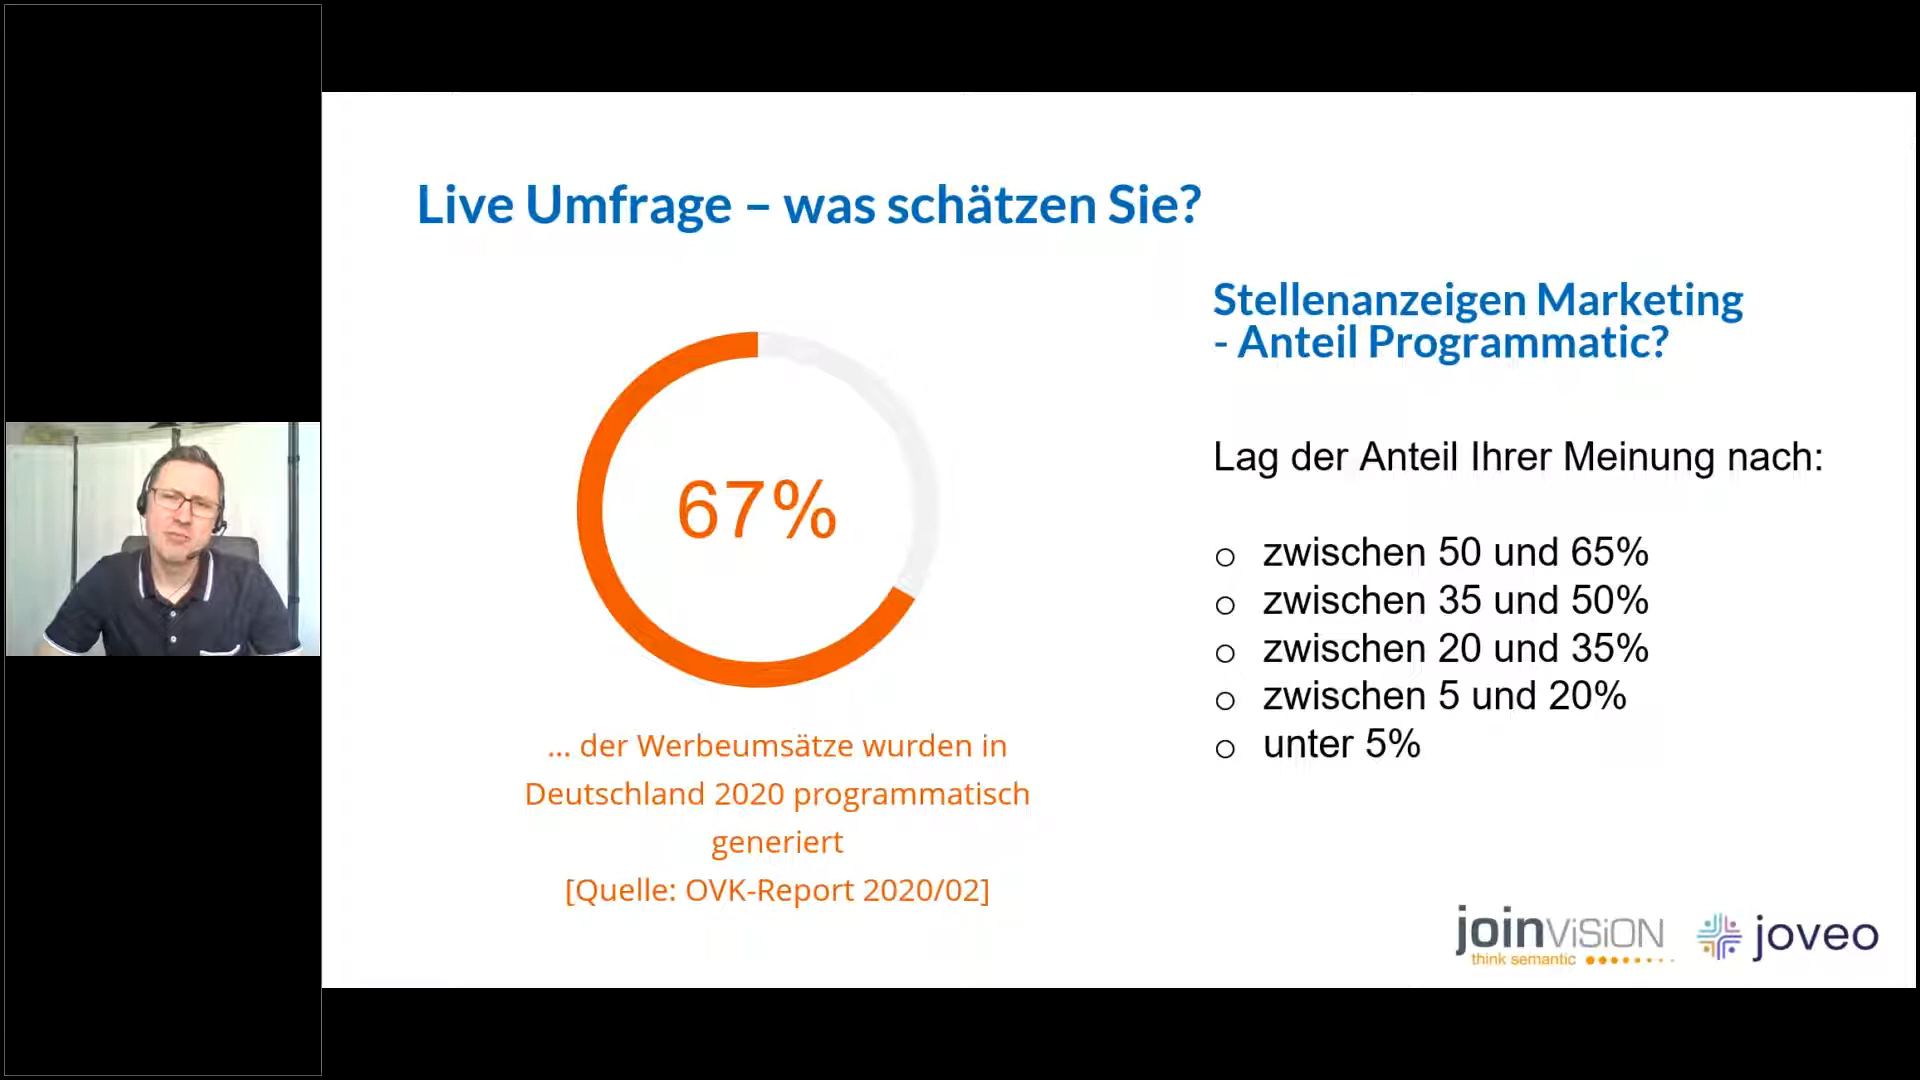 Live Umfrage – was schätzen Sie?
67%
... der Werbeumsätze wurden in
Deutschland 2020 programmatisch
generiert
[Quelle: OVK-Report 2020/02]
Stellenanzeigen Marketing
- Anteil Programmatic?
Lag der Anteil Ihrer Meinung nach:
o zwischen 50 und 65%
o zwischen 35 und 50%
o zwischen 20 und 35%
o zwischen 5 und 20%
o unter 5%
joinViSiON
think semantic
joveo